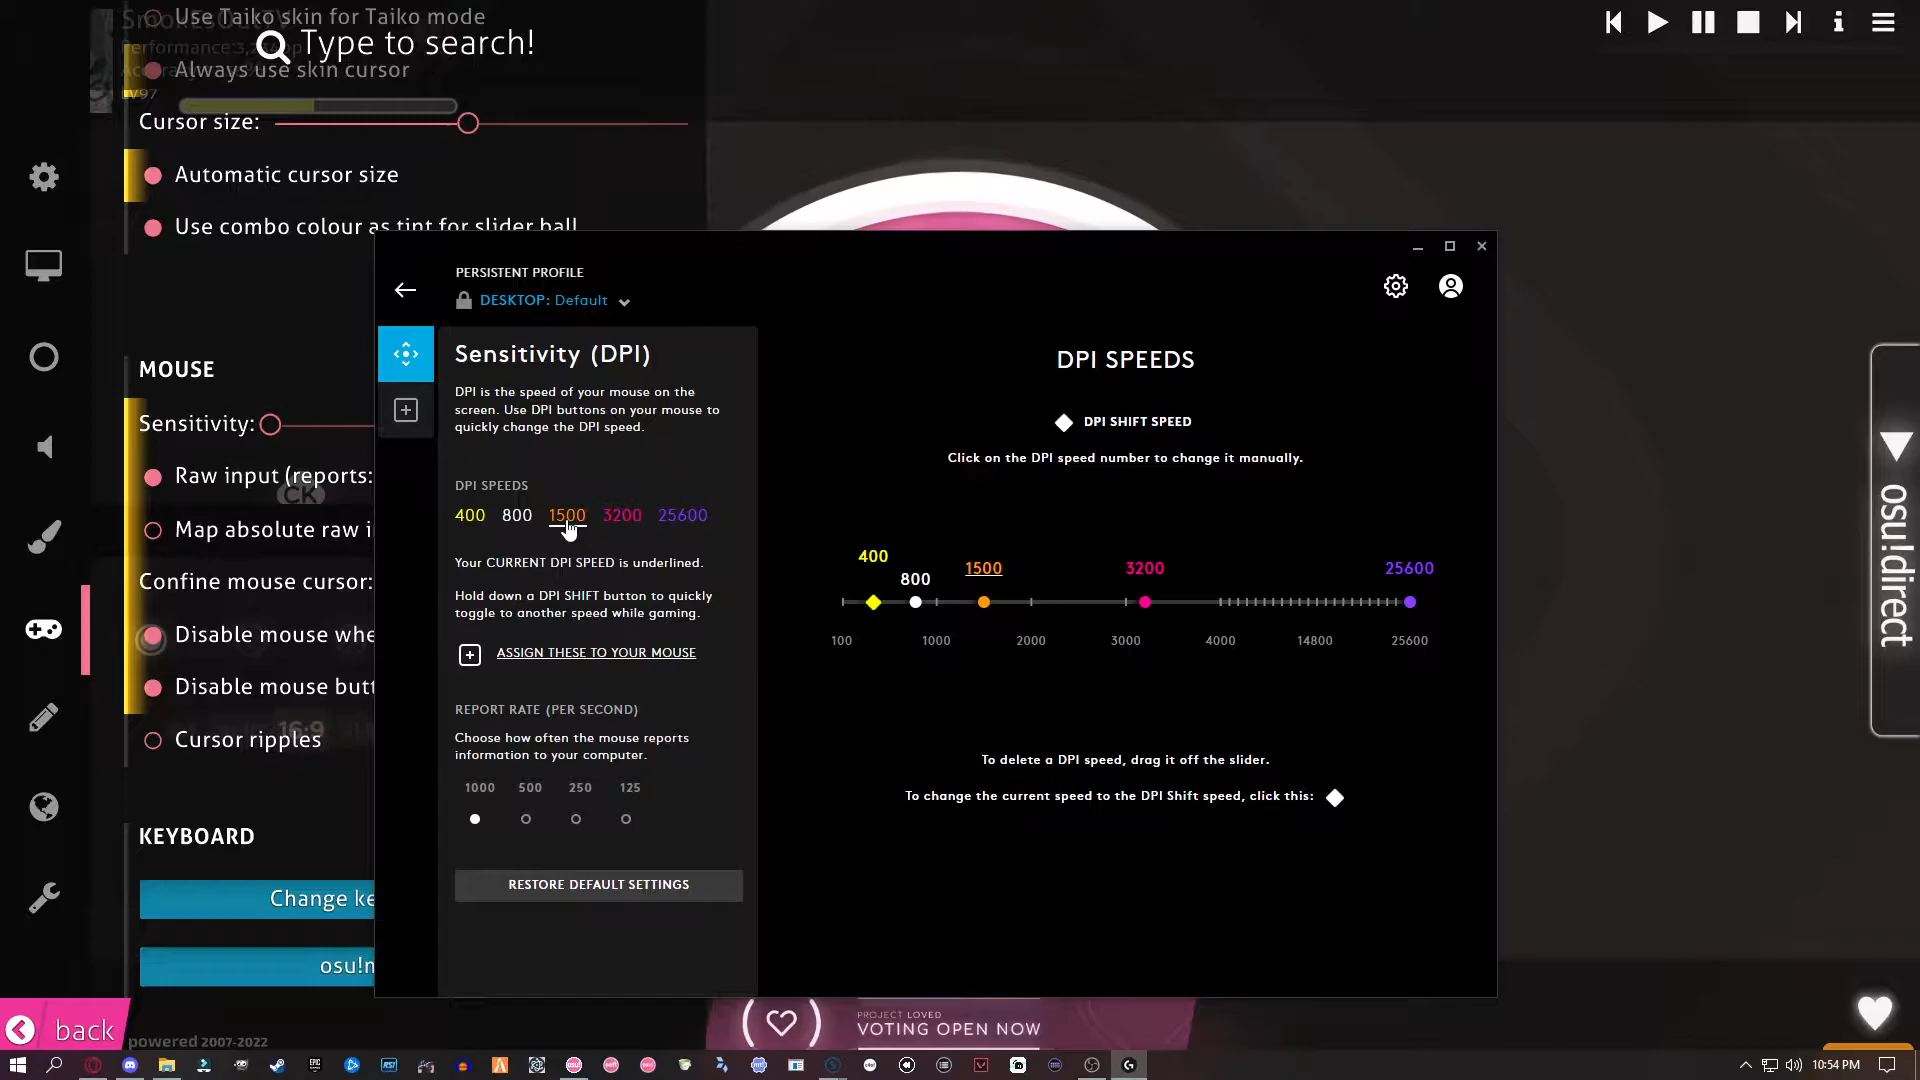 Use Taiko skin for Taiko mode
Type to search!
Always use skin cursor
Lv97
Cursor size:
Automatic cursor size
Use combo colour as tint for slider ball
MOUSE
Sensitivity:
Raw input (reports:
Map absolute raw i
Confine mouse cursor:
Disable mouse whe
Disable mouse butt
16:9
Cursor ripples
KEYBOARD
Change ke
osu!m
back
powered 2007-2022
PERSISTENT PROFILE
DESKTOP: Default
Sensitivity (DPI)
DPI is the speed of your mouse on the
screen. Use DPI buttons on your mouse to
quickly change the DPI speed.
DPI SPEEDS
400 800 1500 3200 25600
Your CURRENT DPI SPEED is underlined.
Hold down a DPI SHIFT button to quickly
toggle to another speed while gaming.
ASSIGN THESE TO YOUR MOUSE
REPORT RATE (PER SECOND)
Choose how often the mouse reports
information to your computer.
1000 500 250 125
RESTORE DEFAULT SETTINGS
DPI SPEEDS
DPI SHIFT SPEED
Click on the DPI speed number to change it manually.
400 800 1500 3200 25600
100 1000 2000 3000 4000 14800 25600
To delete a DPI speed, drag it off the slider.
To change the current speed to the DPI Shift speed, click this:
osu!direct
PROJECT LOVED
VOTING OPEN NOW
10:54 PM